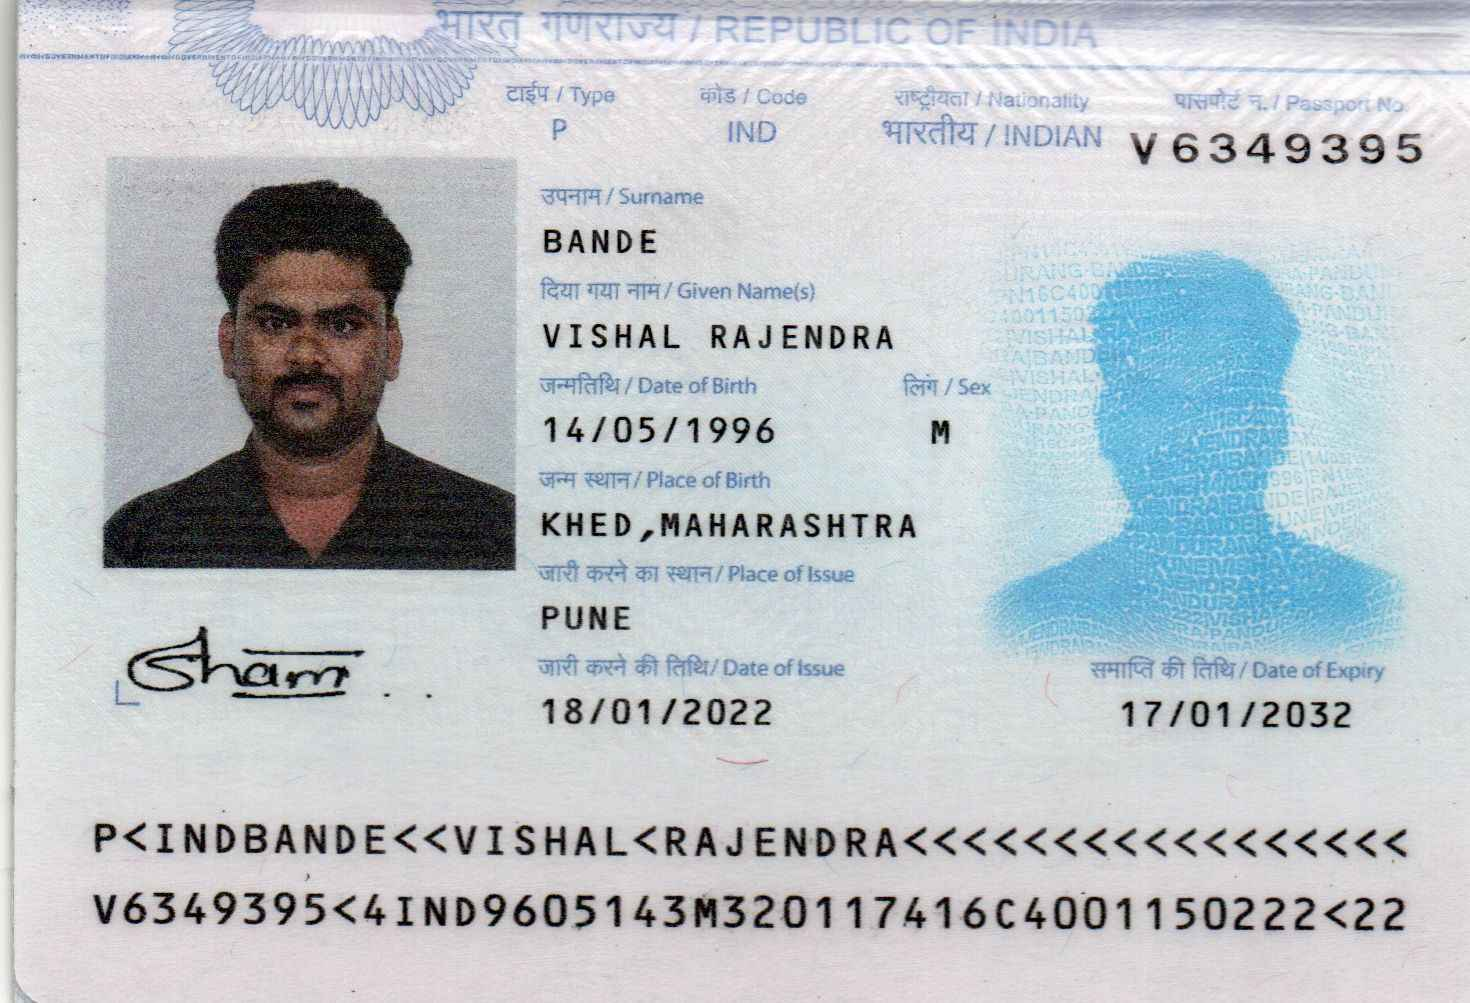 भारत गणराज्य / REPUBLIC OF INDIA
टाईप / Type
कोड / Code
राष्ट्रीयता / Nationality
पासपोर्ट न. / Passport No.
P
IND
भारतीय / INDIAN
V6349395
उपनाम / Surname
BANDE
दिया गया नाम / Given Name(s)
VISHAL RAJENDRA
जन्मतिथि / Date of Birth
लिंग / Sex
14/05/1996
M
जन्म स्थान / Place of Birth
KHED,MAHARASHTRA
जारी करने का स्थान / Place of Issue
PUNE
जारी करने की तिथि / Date of Issue
समाप्ति की तिथि / Date of Expiry
18/01/2022
17/01/2032
P<INDBANDE<<VISHAL<RAJENDRA<<<<<<<<<<<<<<<<<
V6349395<4IND9605143M320117416C4001150222<22